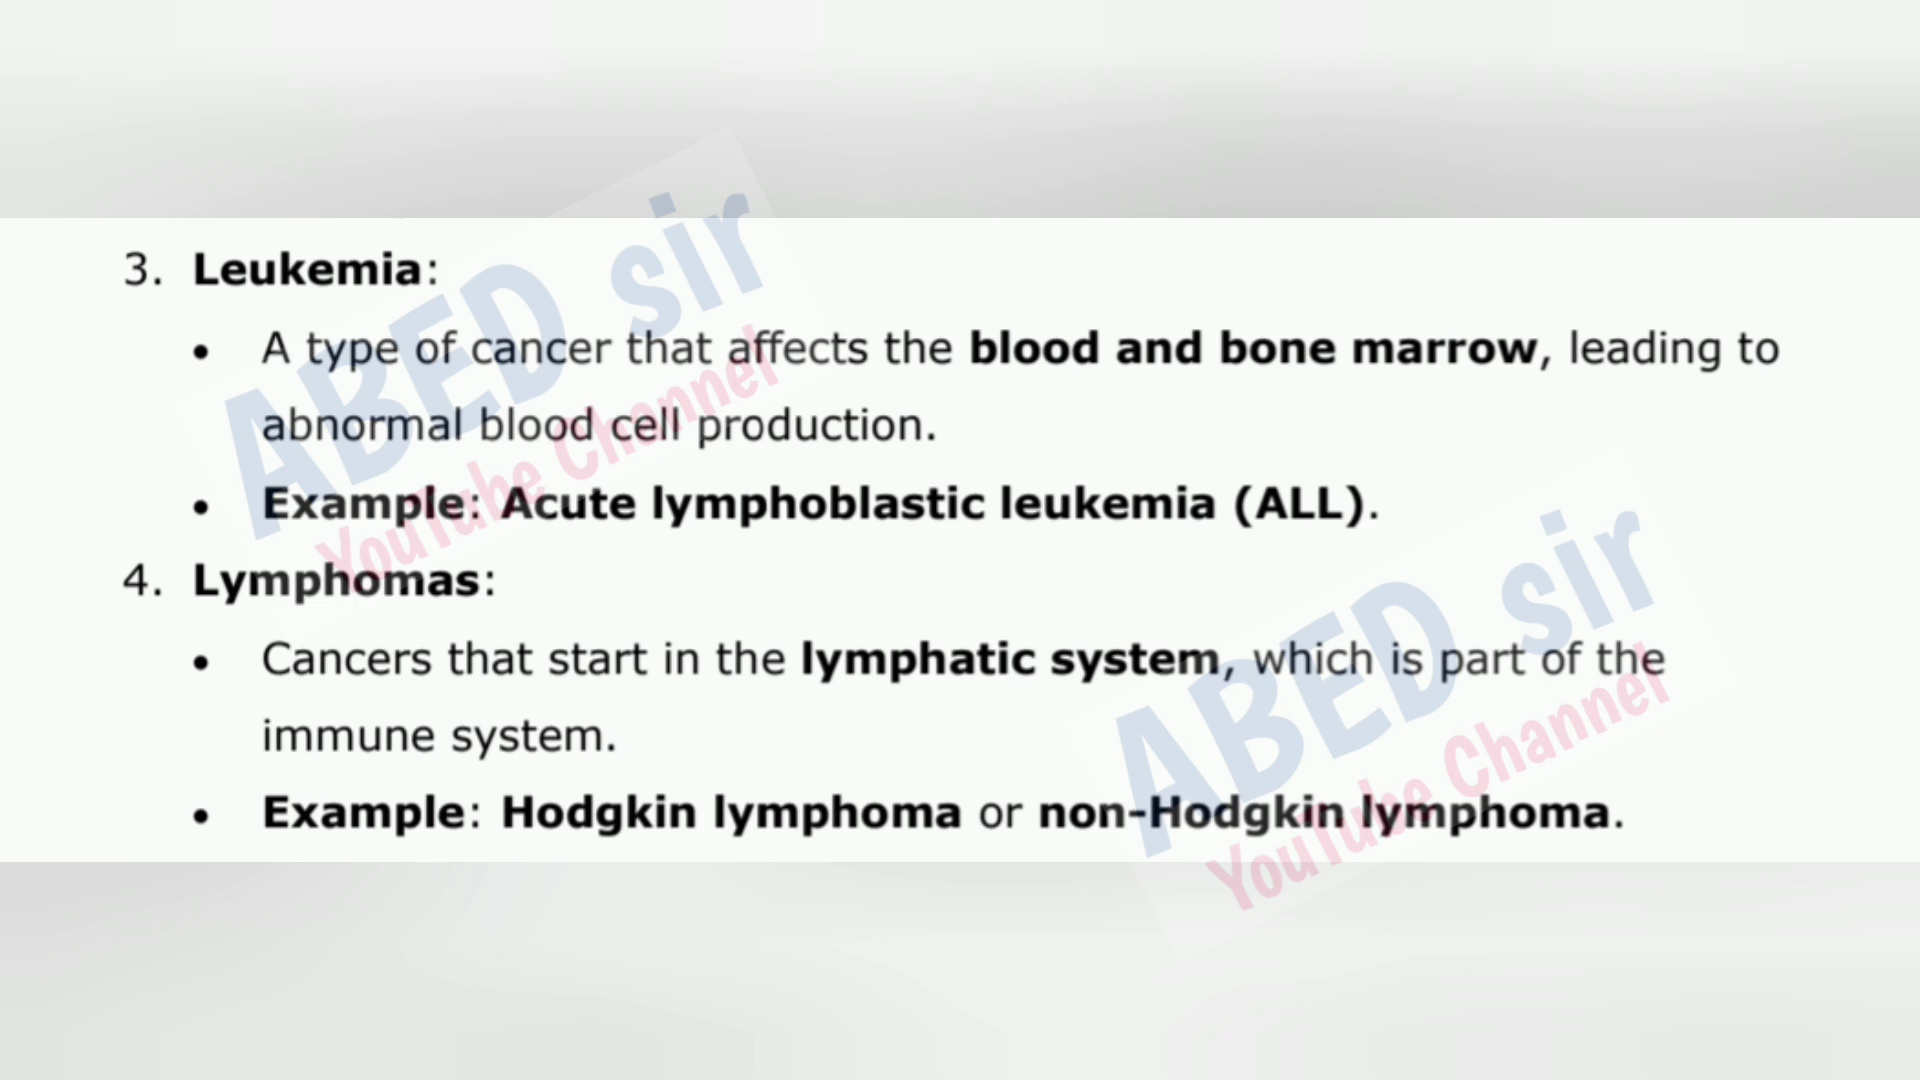 3. Leukemia:
• A type of cancer that affects the blood and bone marrow, leading to
abnormal blood cell production.
• Example: Acute lymphoblastic leukemia (ALL).
4. Lymphomas:
• Cancers that start in the lymphatic system, which is part of the
immune system.
• Example: Hodgkin lymphoma or non-Hodgkin lymphoma.
ABED sir
YouTube Channel
ABED sir
YouTube Channel